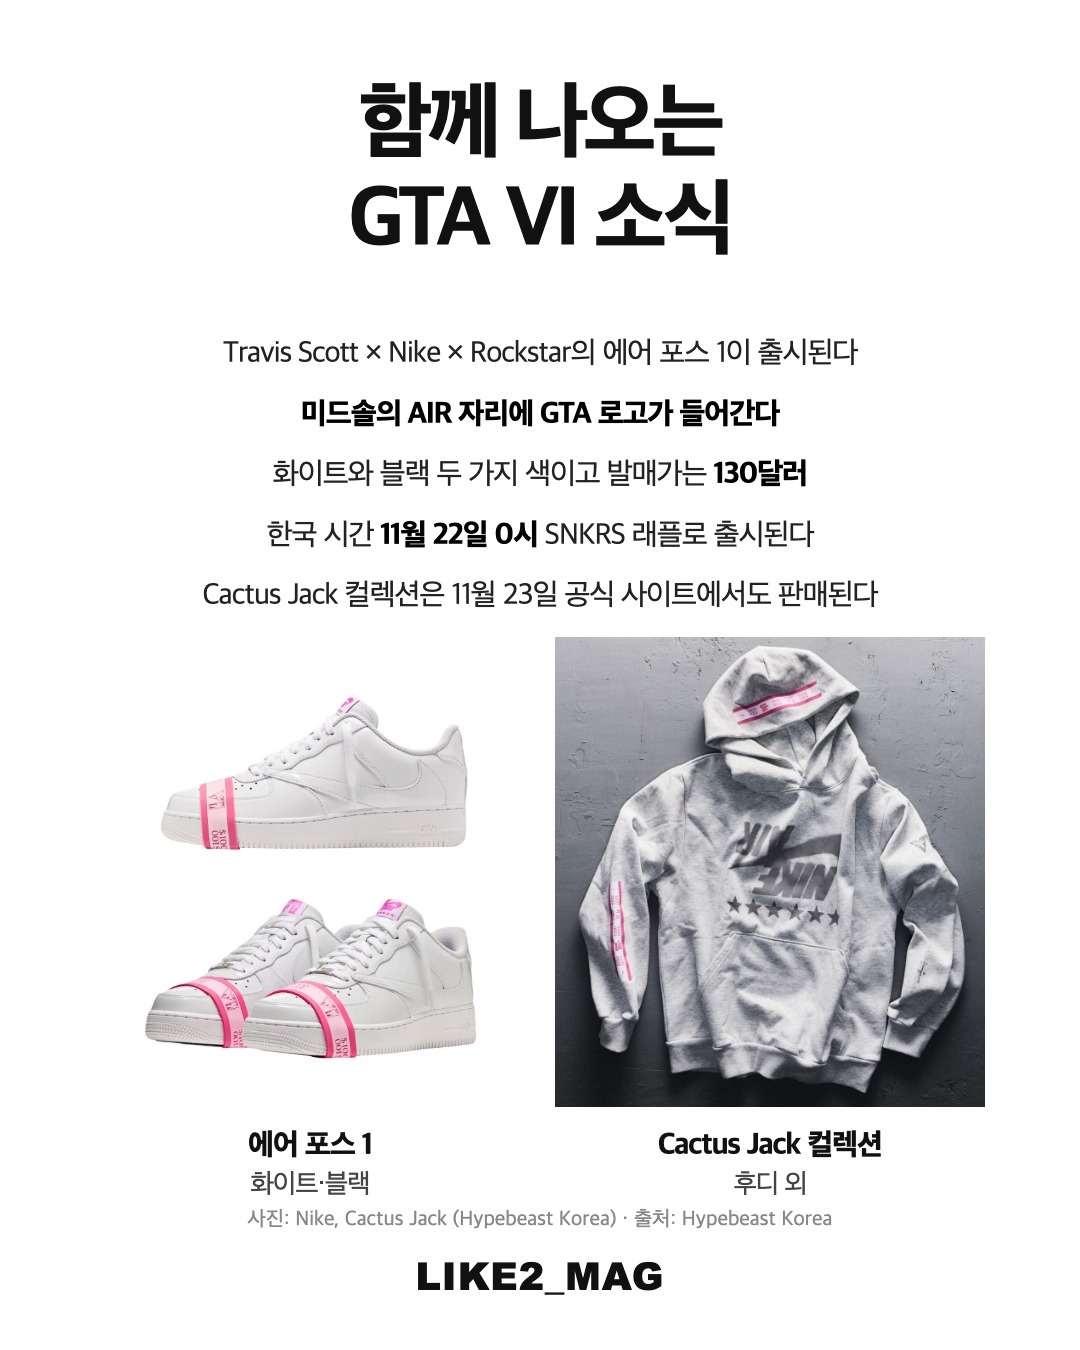 함께 나오는
GTA VI 소식
Travis Scott × Nike × Rockstar의 에어 포스 1이 출시된다
미드솔의 AIR 자리에 GTA 로고가 들어간다
화이트와 블랙 두 가지 색이고 발매가는 130달러
한국 시간 11월 22일 0시 SNKRS 래플로 출시된다
Cactus Jack 컬렉션은 11월 23일 공식 사이트에서도 판매된다
AIR
NIKE
에어 포스 1
화이트·블랙
Cactus Jack 컬렉션
후디 외
사진: Nike, Cactus Jack (Hypebeast Korea) · 출처: Hypebeast Korea
LIKE2_MAG